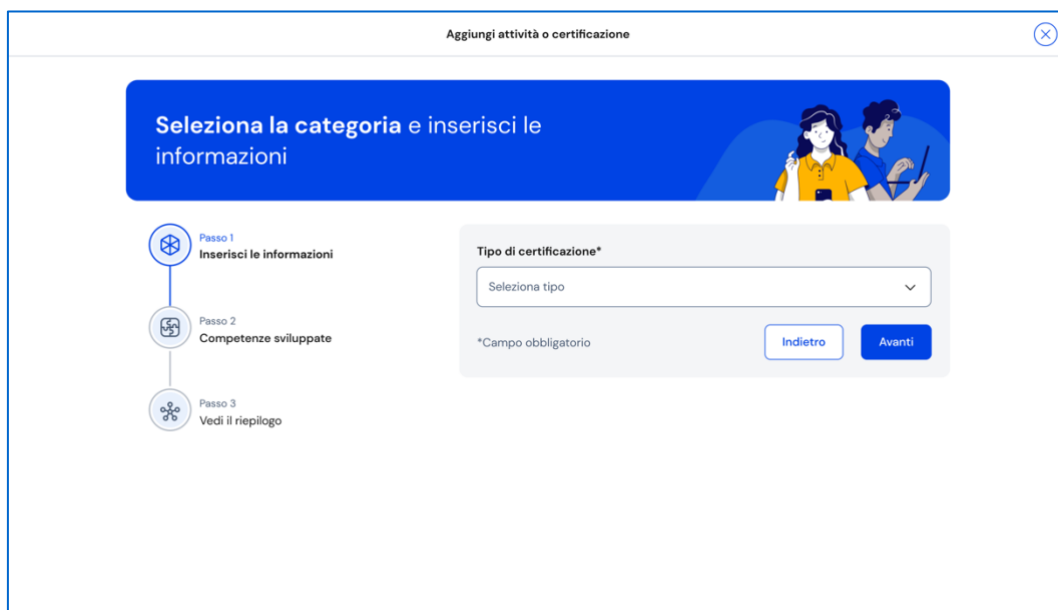 Aggiungi attività o certificazione
Seleziona la categoria e inserisci le
informazioni
Passo 1
Inserisci le informazioni
Passo 2
Competenze sviluppate
Passo 3
Vedi il riepilogo
Tipo di certificazione*
Seleziona tipo
*Campo obbligatorio
Indietro
Avanti